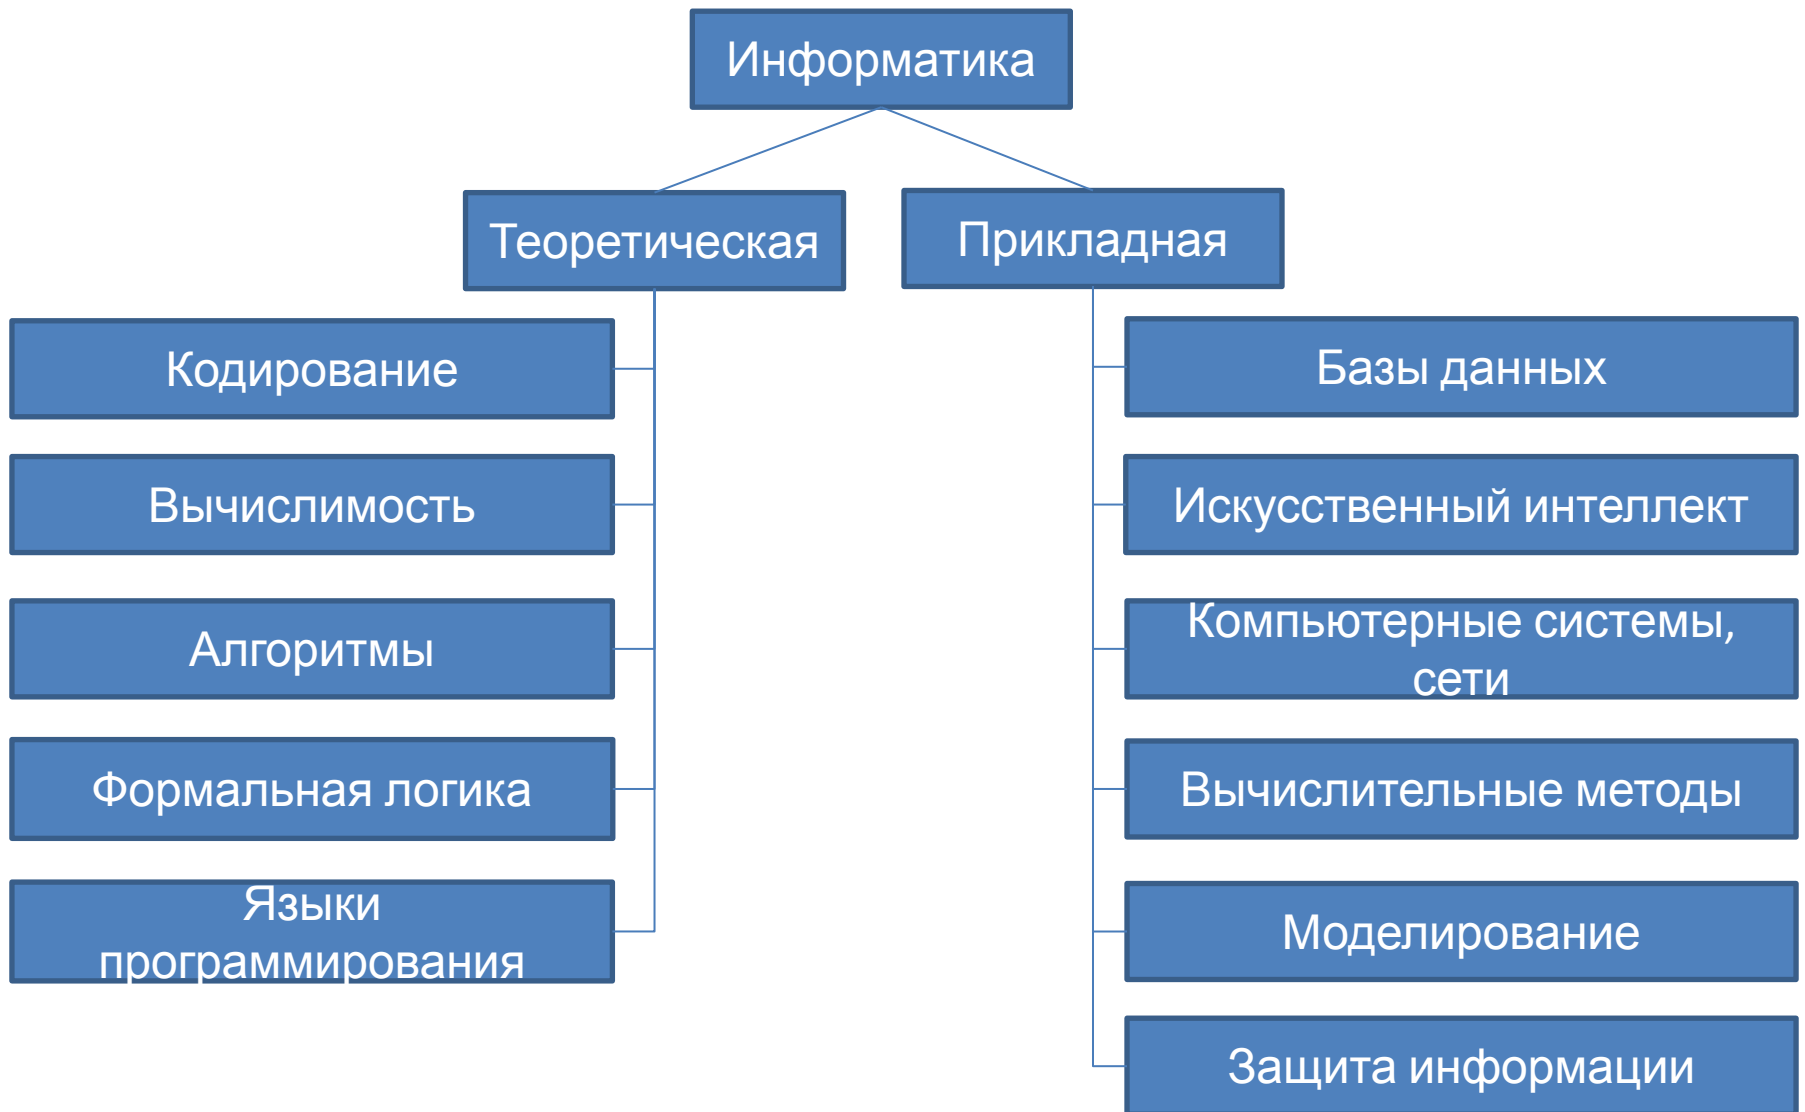 Информатика
Теоретическая
Прикладная
Кодирование
Вычислимость
Алгоритмы
Формальная логика
Языки
программирования
Базы данных
Искусственный интеллект
Компьютерные системы,
сети
Вычислительные методы
Моделирование
Защита информации